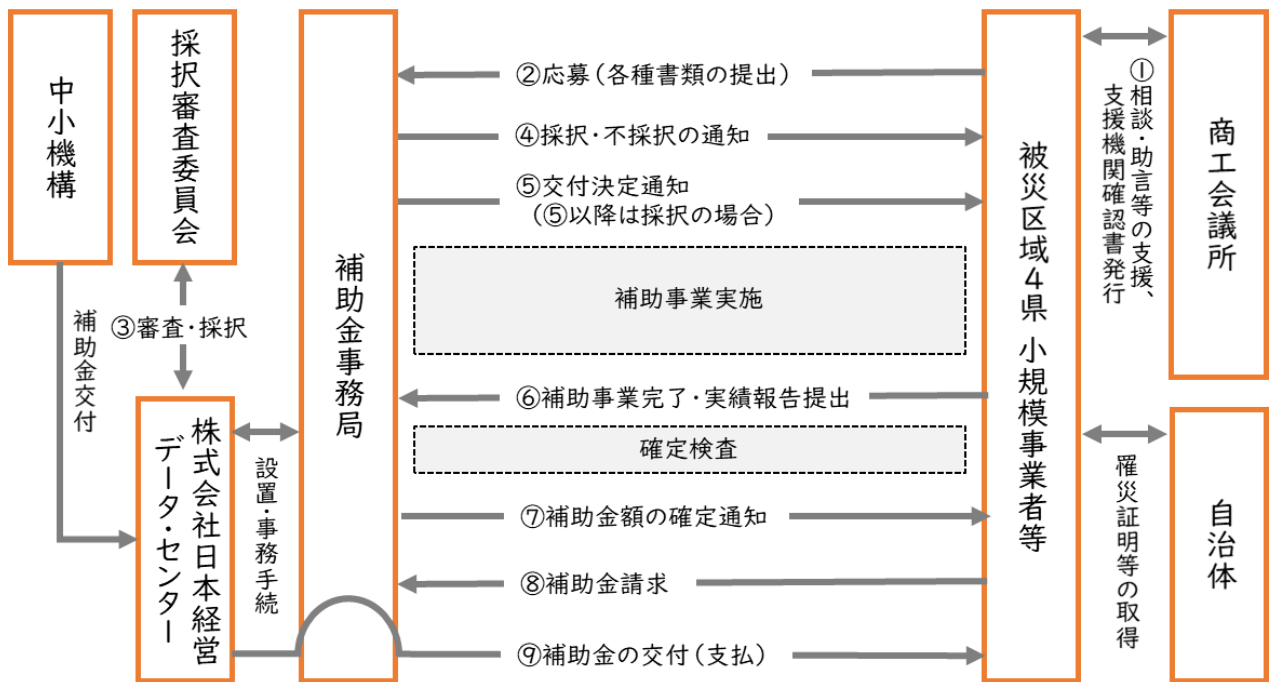 中小機構
採択審査委員会
③審査・採択
補助金交付
株式会社日本経営
データ・センター
設置・事務手続
補助金事務局
②応募(各種書類の提出)
④採択・不採択の通知
⑤交付決定通知
(⑤以降は採択の場合)
補助事業実施
⑥補助事業完了・実績報告提出
確定検査
⑦補助金額の確定通知
⑧補助金請求
⑨補助金の交付(支払)
被災区域4県 小規模事業者等
①相談・助言等の支援、
支援機関確認書発行
商工会議所
罹災証明等の取得
自治体